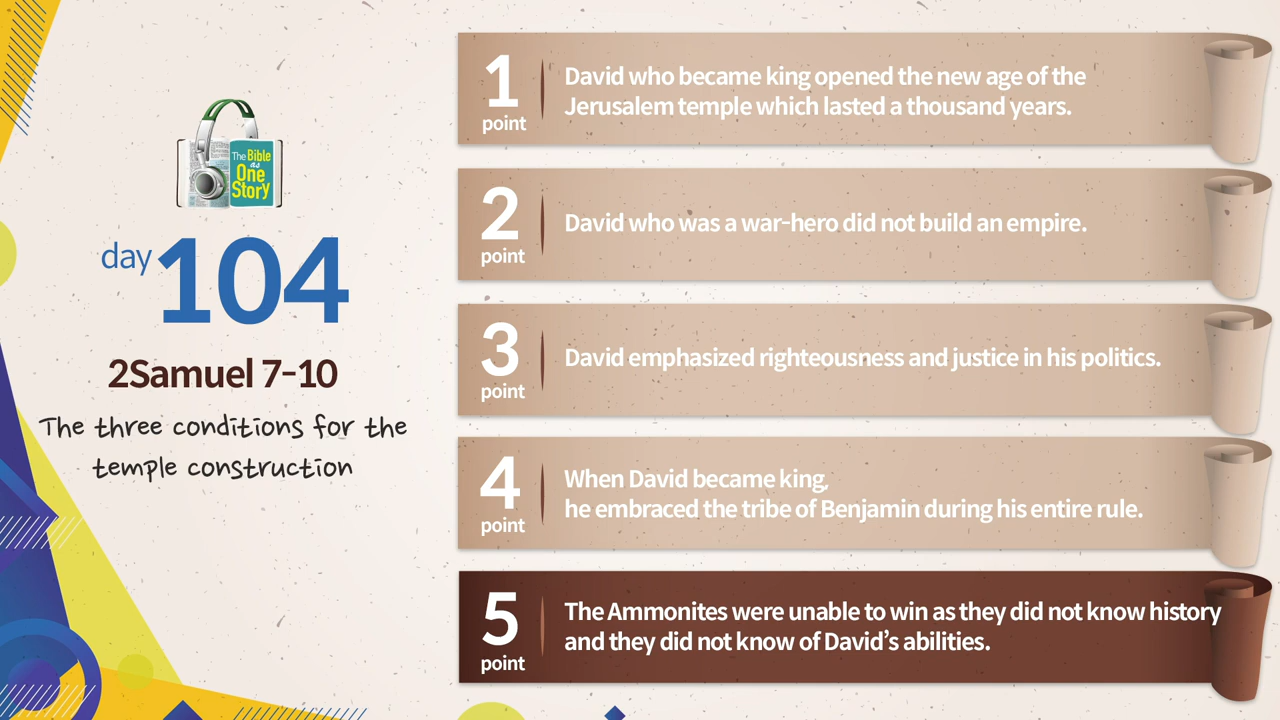 The Bible
as
One
Story
day 104
2Samuel 7-10
The three conditions for the
temple construction
1
point
David who became king opened the new age of the
Jerusalem temple which lasted a thousand years.
2
point
David who was a war-hero did not build an empire.
3
point
David emphasized righteousness and justice in his politics.
4
point
When David became king,
he embraced the tribe of Benjamin during his entire rule.
5
point
The Ammonites were unable to win as they did not know history
and they did not know of David's abilities.